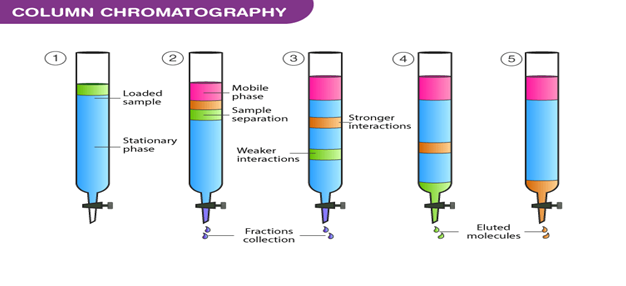 COLUMN CHROMATOGRAPHY
1
2
3
4
5
Loaded
sample
Stationary
phase
Mobile
phase
Sample
separation
Weaker
interactions
Stronger
interactions
Fractions
collection
Eluted
molecules